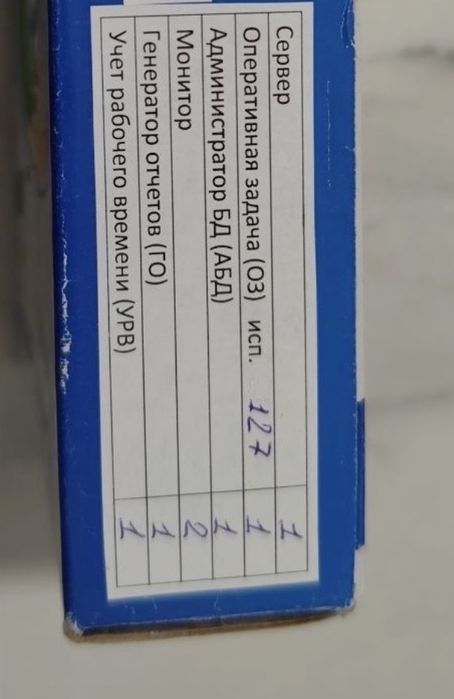 Сервер 1
Оперативная задача (ОЗ) исп. 127 1
Администратор БД (АБД) 1
Монитор 2
Генератор отчетов (ГО) 1
Учет рабочего времени (УРВ) 1